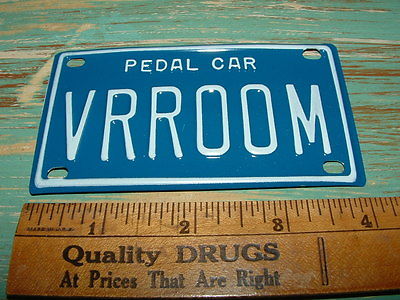 PEDAL CAR
VRROOM
1 2 3 4
Quality DRUGS
At Prices That Are Right